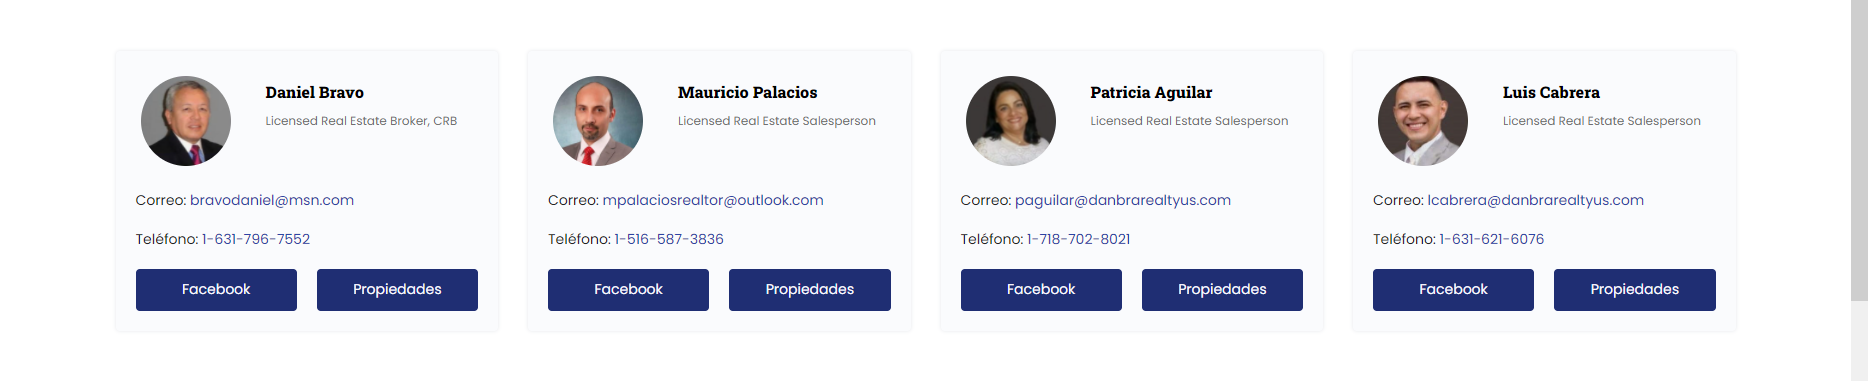 Daniel Bravo
Licensed Real Estate Broker, CRB
Correo: bravodaniel@msn.com
Teléfono: 1-631-796-7552
Facebook
Propiedades
Mauricio Palacios
Licensed Real Estate Salesperson
Correo: mpalaciosrealtor@outlook.com
Teléfono: 1-516-587-3836
Facebook
Propiedades
Patricia Aguilar
Licensed Real Estate Salesperson
Correo: paguilar@danbrarealtyus.com
Teléfono: 1-718-702-8021
Facebook
Propiedades
Luis Cabrera
Licensed Real Estate Salesperson
Correo: lcabrera@danbrarealtyus.com
Teléfono: 1-631-621-6076
Facebook
Propiedades